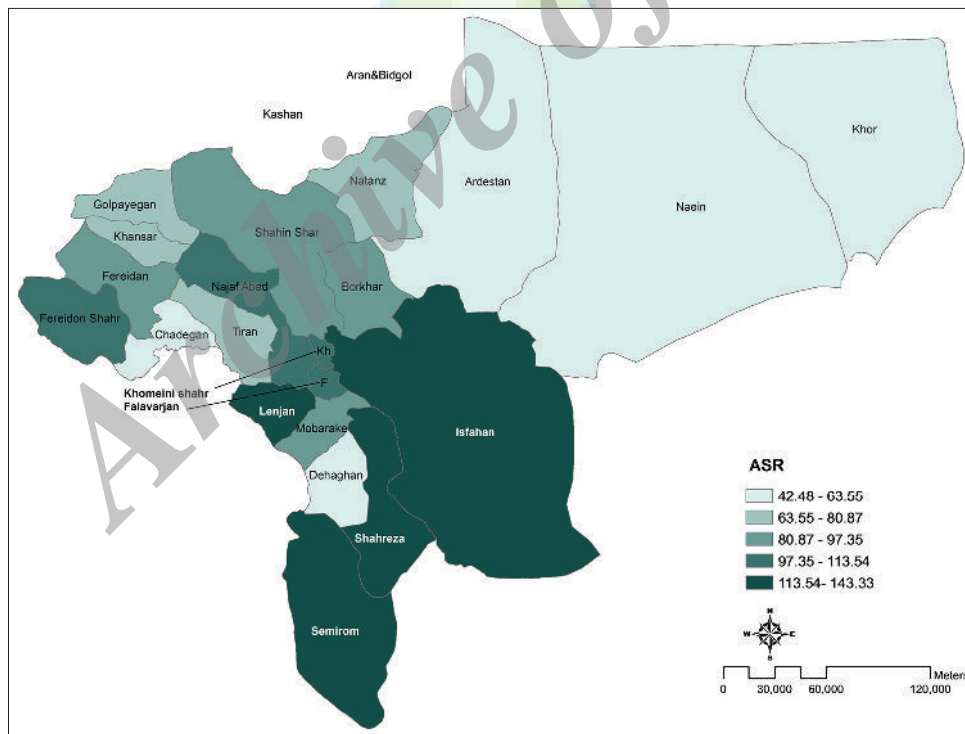 Aran&Bidgol
Kashan
Khor
Natanz
Ardestan
Golpayegan
Naein
Khansar
Shahin Shar
Fereidan
Najaf Abad
Borkhar
Fereidon Shahr
Chadegan
Tiran
Kh
Khomeini shahr
F
Falavarjan
Lenjan
Mobarake
Isfahan
Dehaghan
Shahreza
Semirom
ASR
42.48 - 63.55
63.55 - 80.87
80.87 - 97.35
97.35 - 113.54
113.54- 143.33
N
W E
S
Meters
0 30,000 60,000 120,000
Archive of